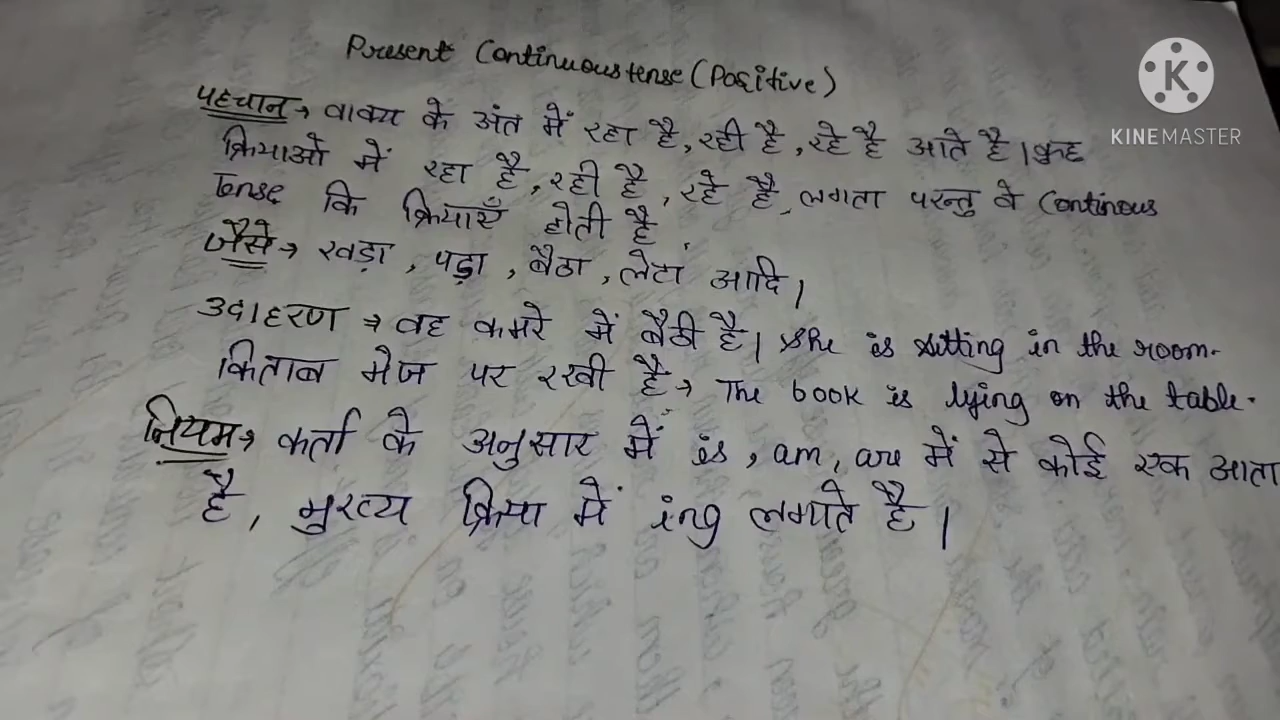 Present Continuous tense (Positive)
पहचान → वाक्य के अंत में रहा है, रही है, रहे है आते है। कुछ
क्रियाओं में रहा है, रही है, रहे है, लगता परन्तु वे Continous
Tense कि क्रियाएँ होती है,
जैसे → खड़ा, पड़ा, बैठा, लेटा आदि।
उदाहरण → वह कमरे में बैठी है। She is sitting in the room.
किताब मेज पर रखी है → The book is lying on the table.
नियम → कर्ता के अनुसार में is, am, are में से कोई एक आता
है, मुख्य क्रिया में ing लगाते है।
K
KINEMASTER